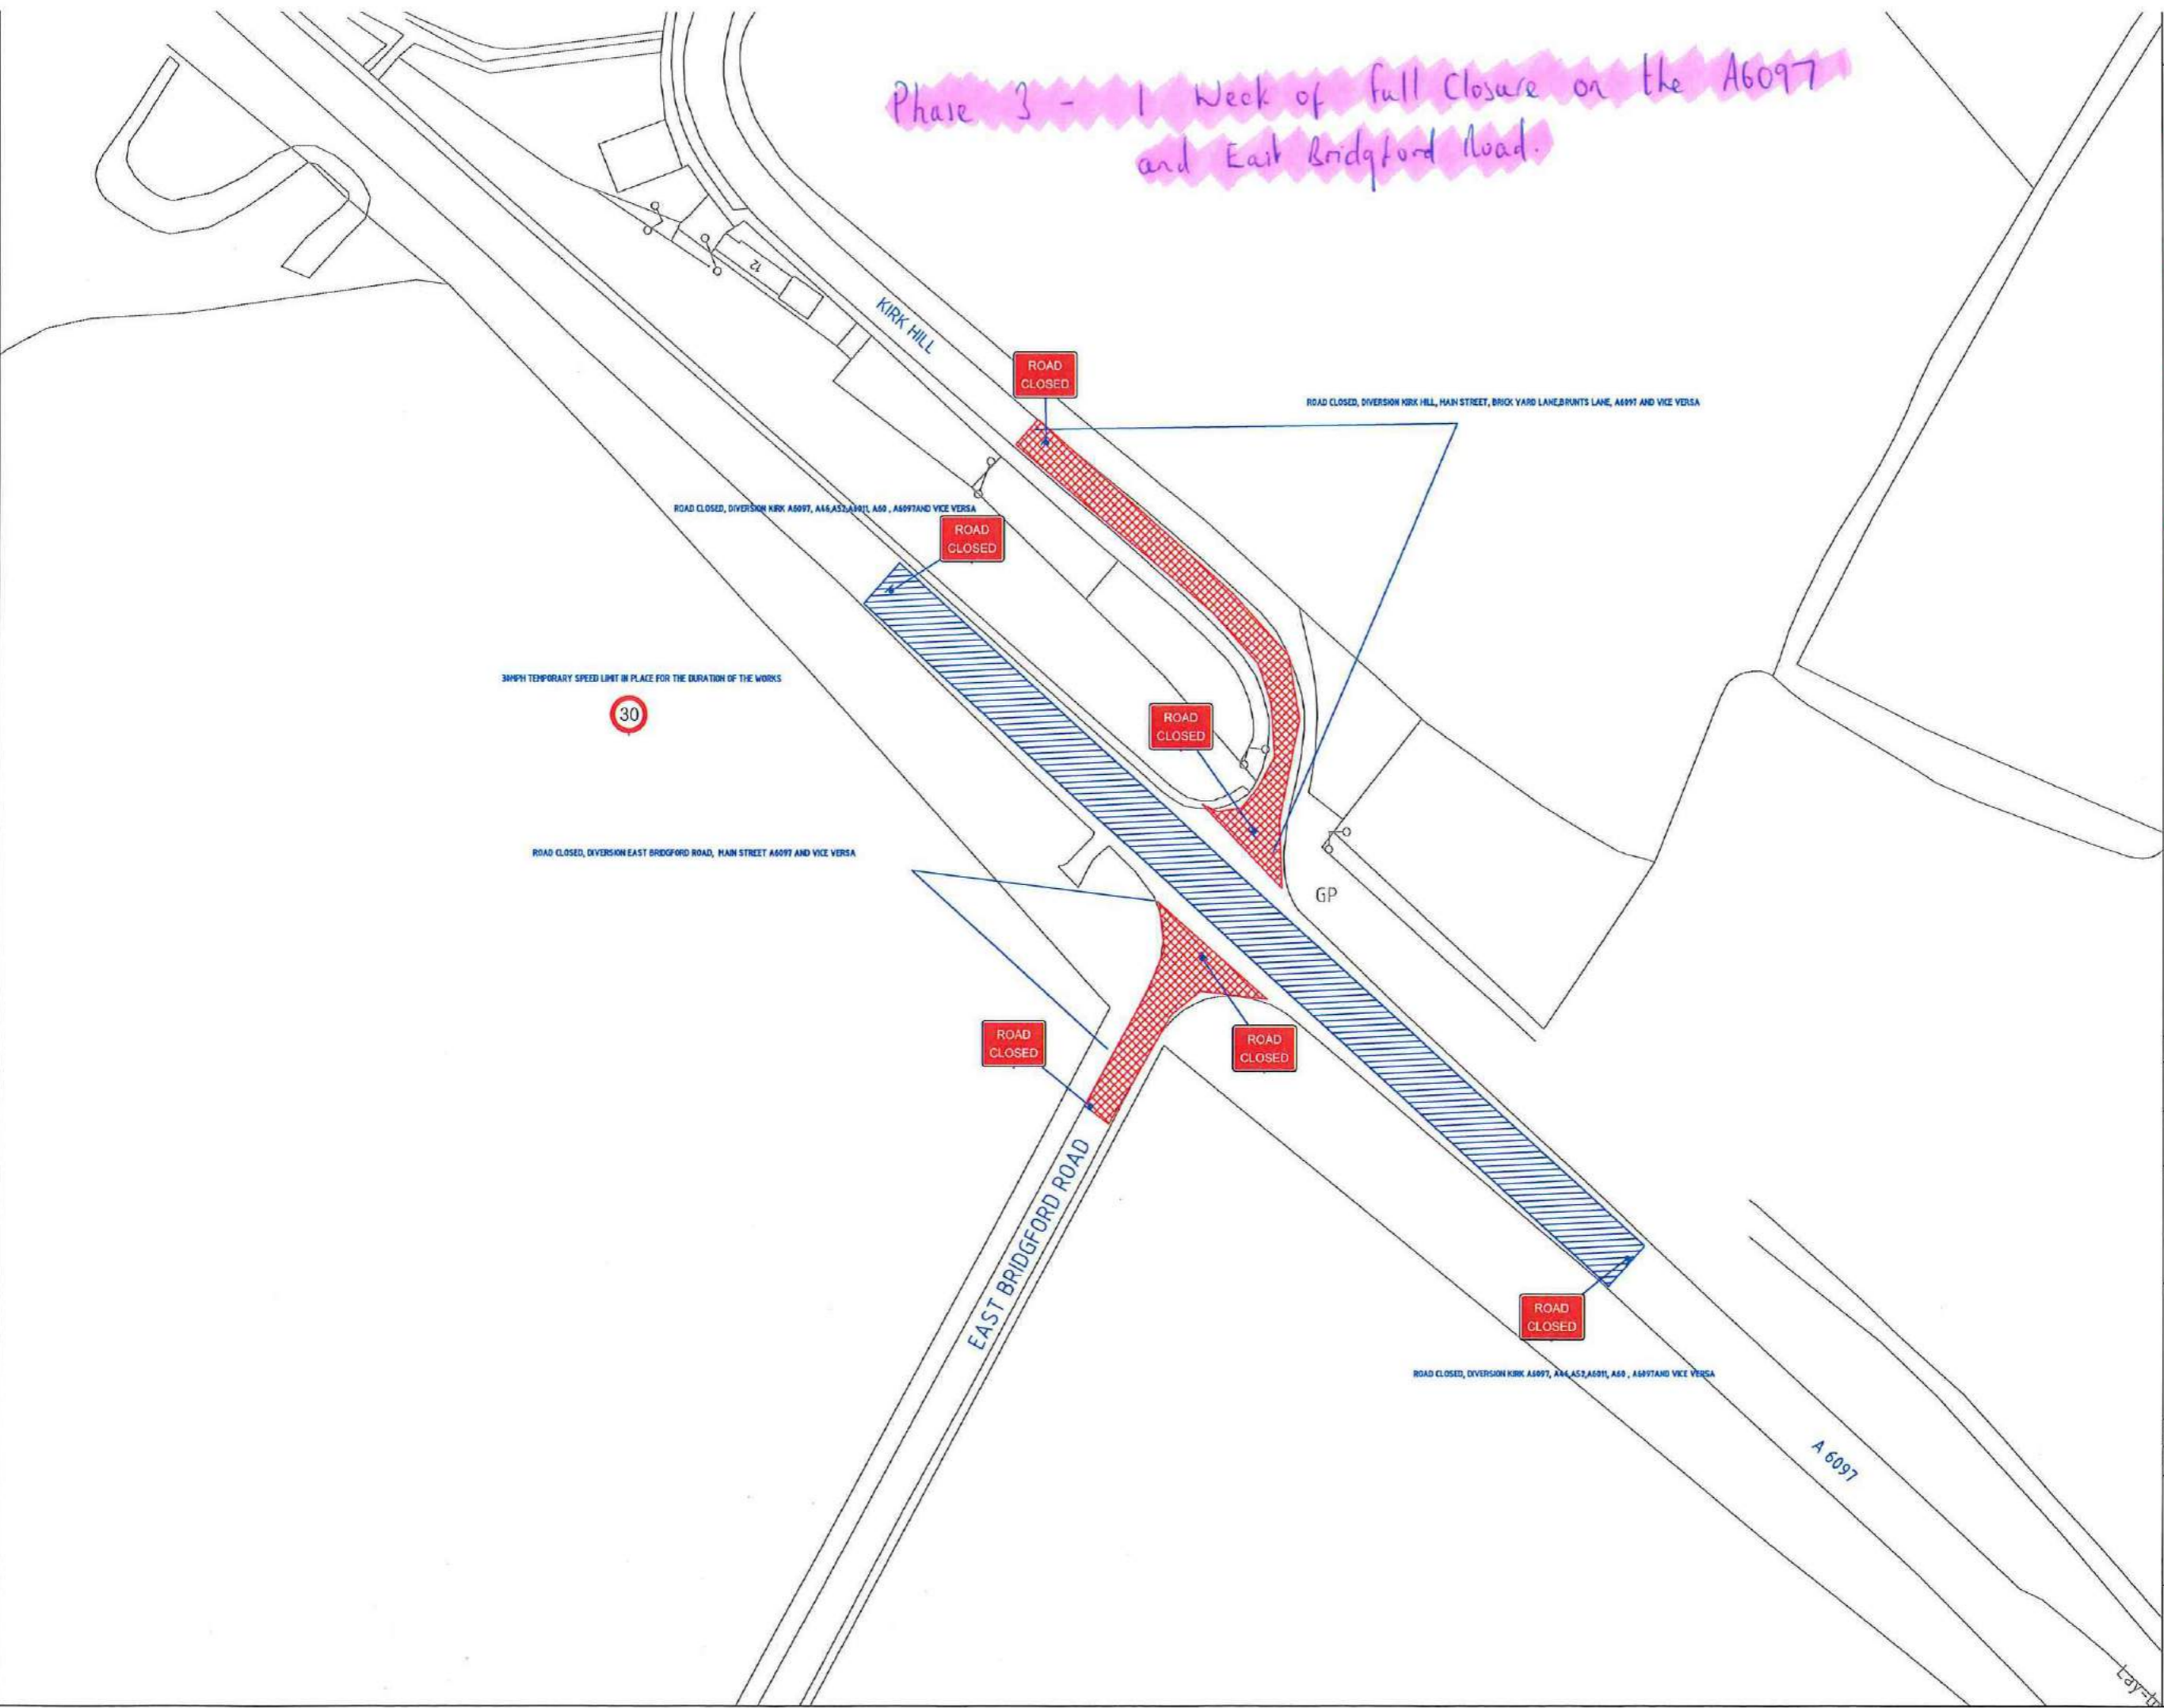 Phase 3 - 1 Week of full Closure on the A6097
and East Bridgford Road.
KIRK HILL
12
ROAD
CLOSED
ROAD CLOSED, DIVERSION KIRK HILL, MAIN STREET, BRICK YARD LANE,BRUNTS LANE, A6097 AND VICE VERSA
ROAD CLOSED, DIVERSION KIRK A6097, A46,A52,A6011, A60 , A6097AND VICE VERSA
ROAD
CLOSED
30MPH TEMPORARY SPEED LIMIT IN PLACE FOR THE DURATION OF THE WORKS
30
ROAD
CLOSED
ROAD CLOSED, DIVERSION EAST BRIDGFORD ROAD, MAIN STREET A6097 AND VICE VERSA
GP
ROAD
CLOSED
ROAD
CLOSED
EAST BRIDGFORD ROAD
ROAD
CLOSED
ROAD CLOSED, DIVERSION KIRK A6097, A46,A52,A6011, A60 , A6097AND VICE VERSA
A 6097